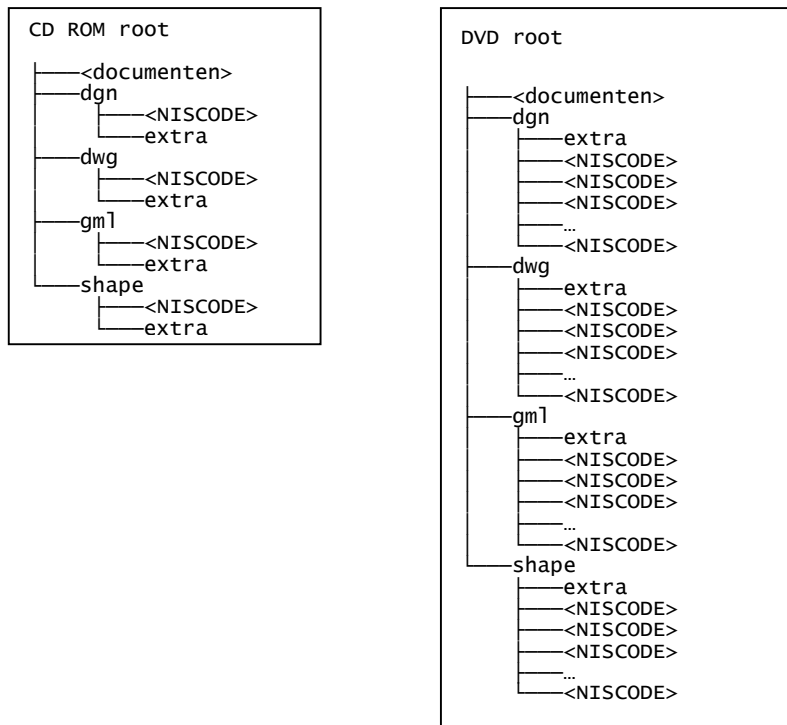 CD ROM root
<documenten>
dgn
<NISCODE>
extra
dwg
<NISCODE>
extra
gml
<NISCODE>
extra
shape
<NISCODE>
extra
DVD root
<documenten>
dgn
extra
<NISCODE>
<NISCODE>
<NISCODE>
…
<NISCODE>
dwg
extra
<NISCODE>
<NISCODE>
<NISCODE>
…
<NISCODE>
gml
extra
<NISCODE>
<NISCODE>
<NISCODE>
…
<NISCODE>
shape
extra
<NISCODE>
<NISCODE>
<NISCODE>
…
<NISCODE>